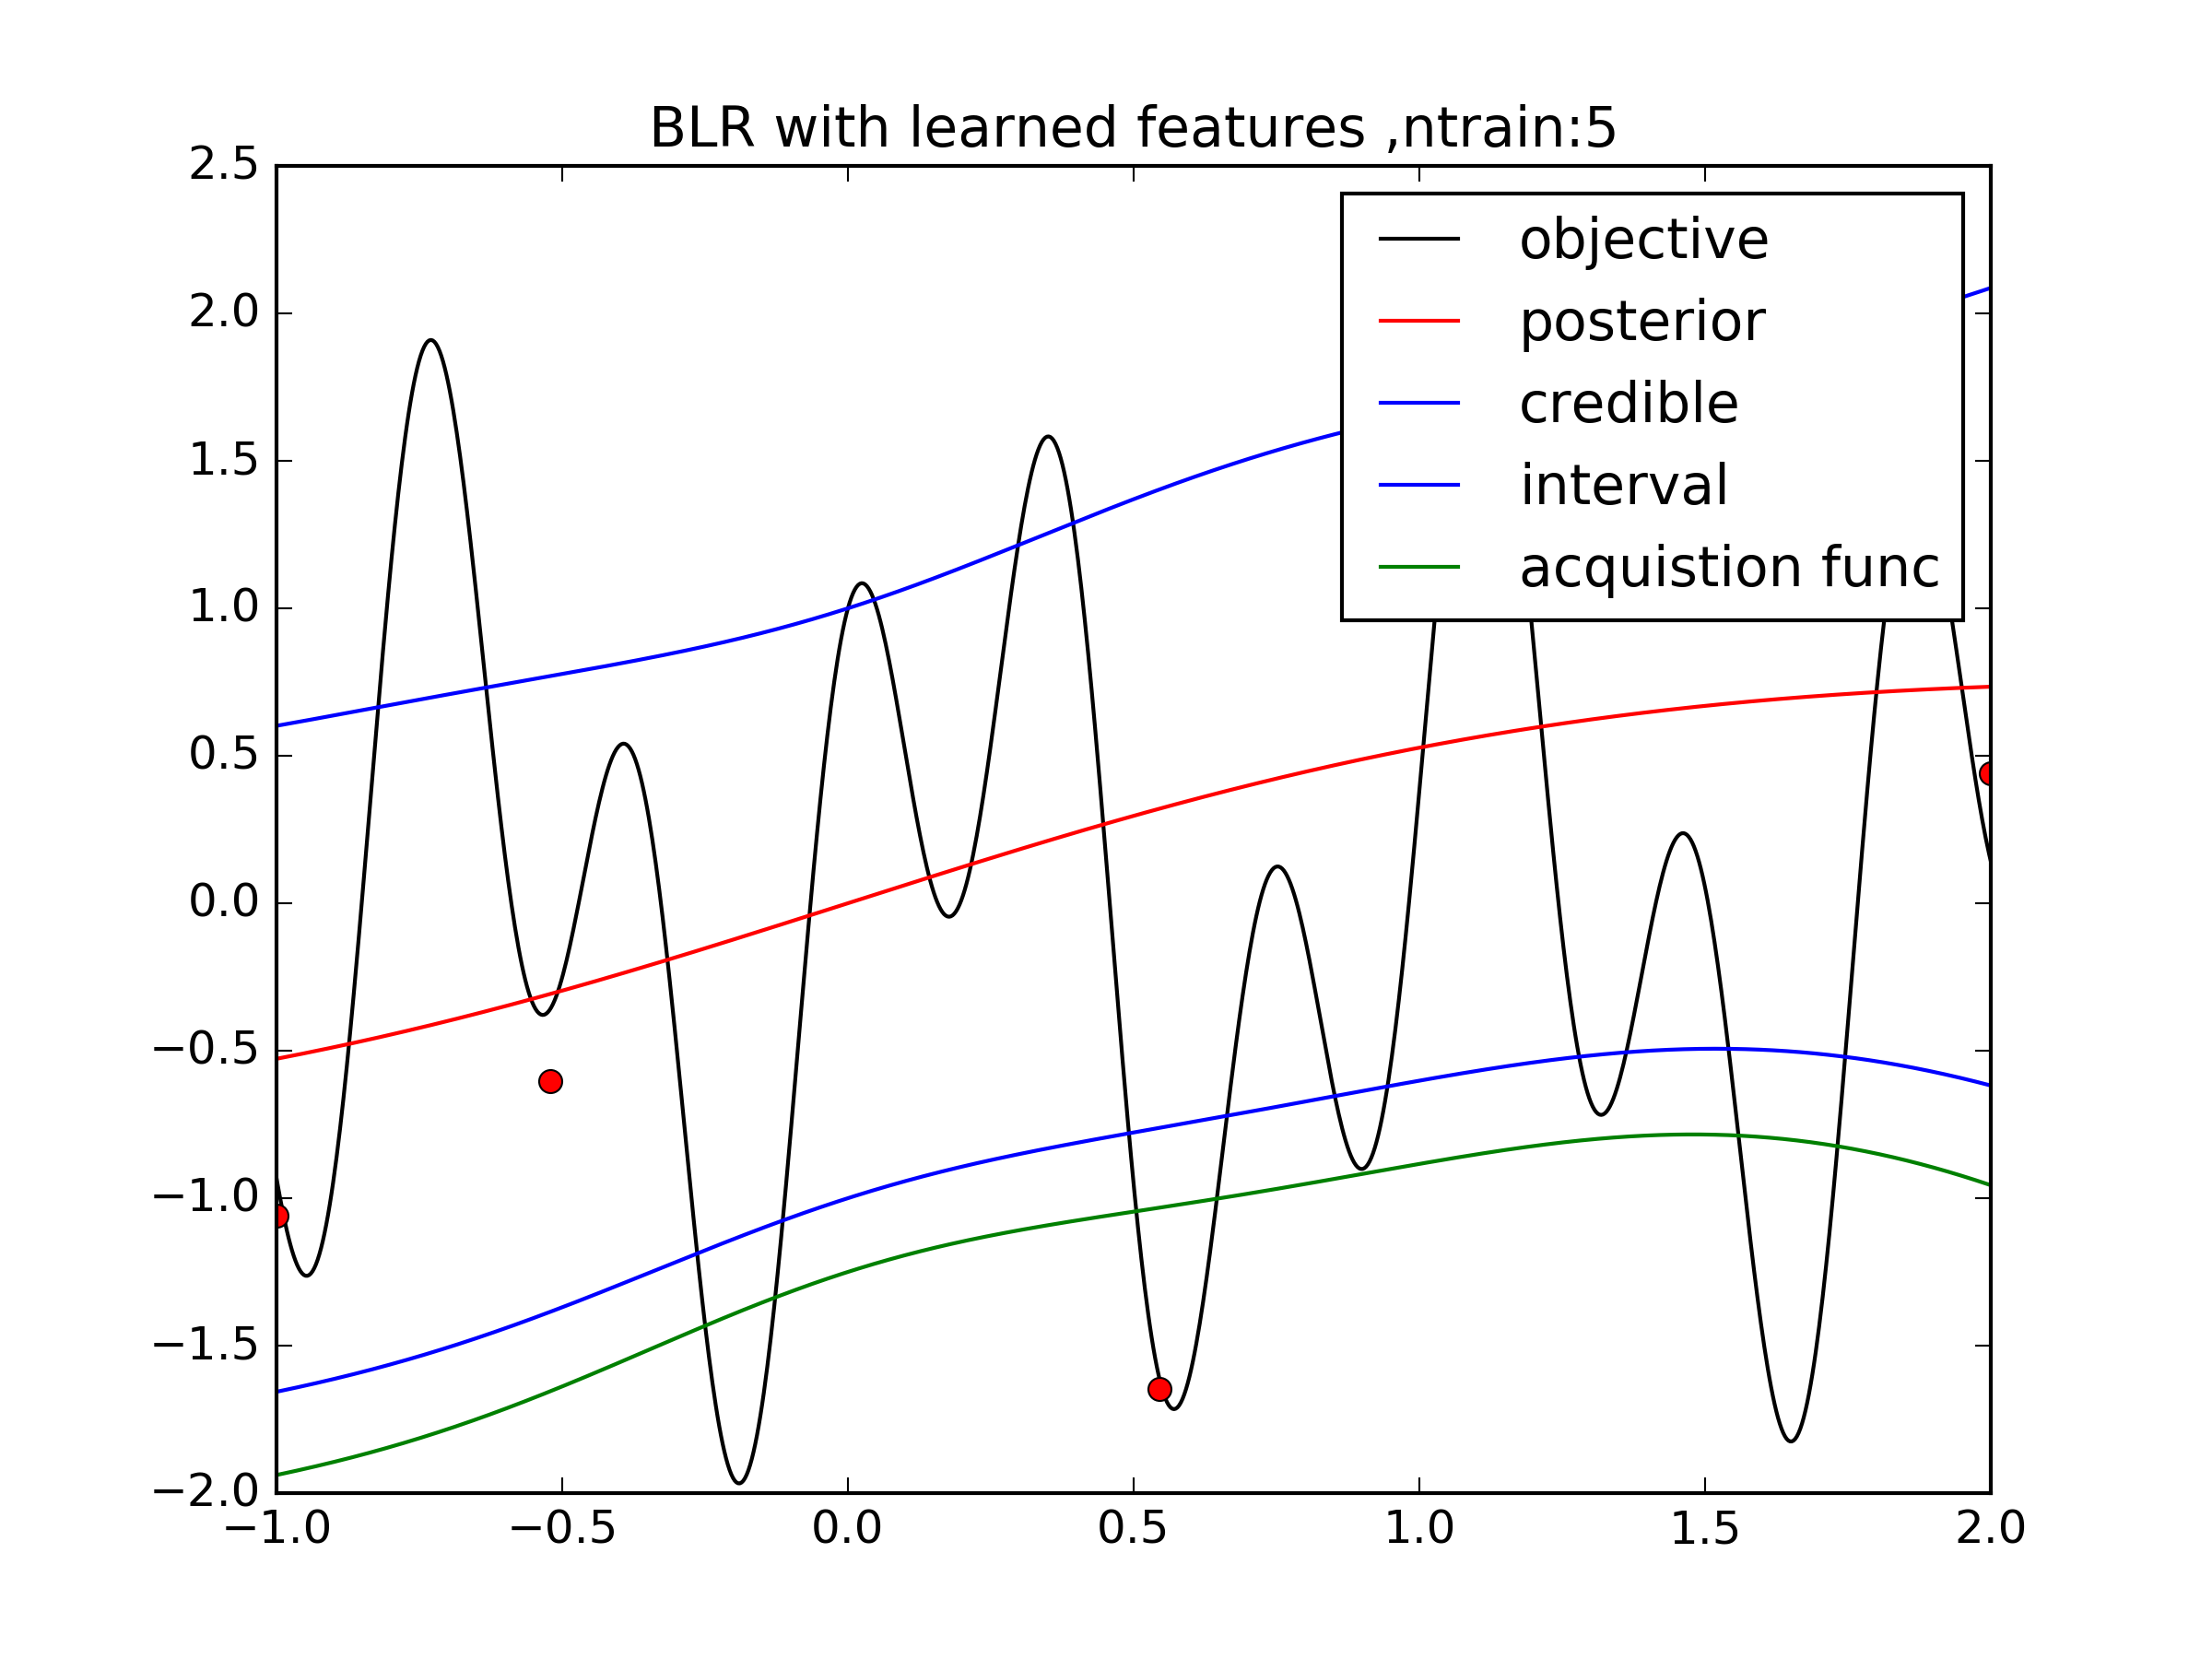 BLR with learned features ,ntrain:5
2.5
2.0
1.5
1.0
0.5
0.0
−0.5
−1.0
−1.5
−2.0
objective
posterior
credible
interval
acquistion func
−1.0 −0.5 0.0 0.5 1.0 1.5 2.0